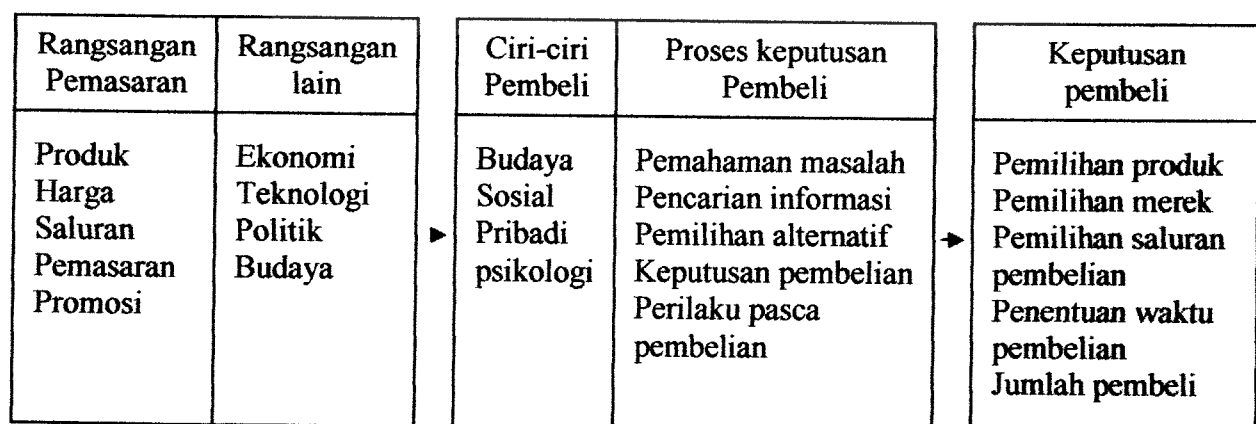 Rangsangan
Pemasaran
Produk
Harga
Saluran
Pemasaran
Promosi
Rangsangan
lain
Ekonomi
Teknologi
Politik
Budaya
Ciri-ciri
Pembeli
Budaya
Sosial
Pribadi
psikologi
Proses keputusan
Pembeli
Pemahaman masalah
Pencarian informasi
Pemilihan alternatif
Keputusan pembelian
Perilaku pasca
pembelian
Keputusan
pembeli
Pemilihan produk
Pemilihan merek
Pemilihan saluran
pembelian
Penentuan waktu
pembelian
Jumlah pembeli